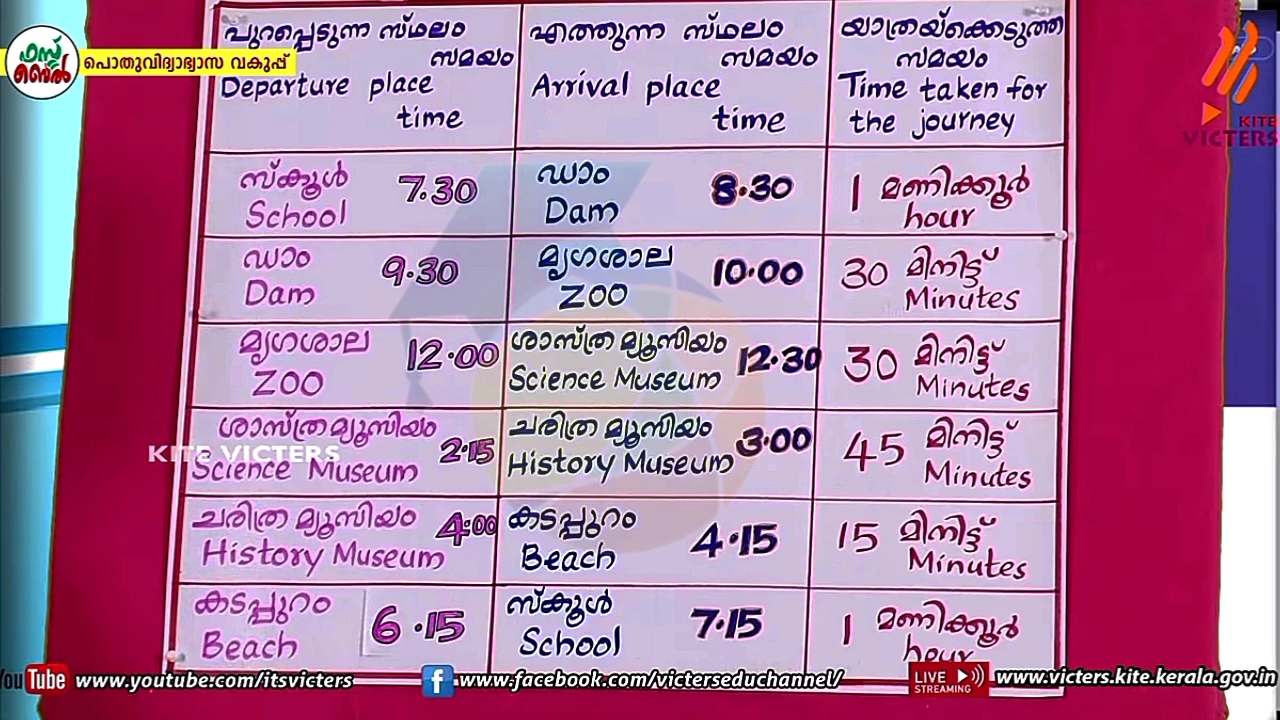 പുറപ്പെടുന്ന സ്ഥലം
സമയം
Departure place
time
എത്തുന്ന സ്ഥലം
സമയം
Arrival place
time
യാത്രയ്ക്കെടുത്ത
സമയം
Time taken for
the journey
ഫസ്റ്റ്
ബെൽ
പൊതുവിദ്യാഭ്യാസ വകുപ്പ്
KITE
VICTERS
സ്കൂൾ 7.30
School
ഡാം 8.30
Dam
1 മണിക്കൂർ
hour
ഡാം 9.30
Dam
മൃഗശാല 10.00
ZOO
30 മിനിട്ട്
Minutes
മൃഗശാല 12.00
ZOO
ശാസ്ത്ര മ്യൂസിയം 12.30
Science Museum
30 മിനിട്ട്
Minutes
ശാസ്ത്രമ്യൂസിയം 2.15
Science Museum
KITE VICTERS
ചരിത്ര മ്യൂസിയം 3.00
History Museum
45 മിനിട്ട്
Minutes
ചരിത്ര മ്യൂസിയം 4:00
History Museum
കടപ്പുറം 4.15
Beach
15 മിനിട്ട്
Minutes
കടപ്പുറം 6.15
Beach
സ്കൂൾ 7.15
School
1 മണിക്കൂർ
hour
You Tube www.youtube.com/itsvicters
f www.facebook.com/victerseduchannel/
LIVE
STREAMING
www.victers.kite.kerala.gov.in